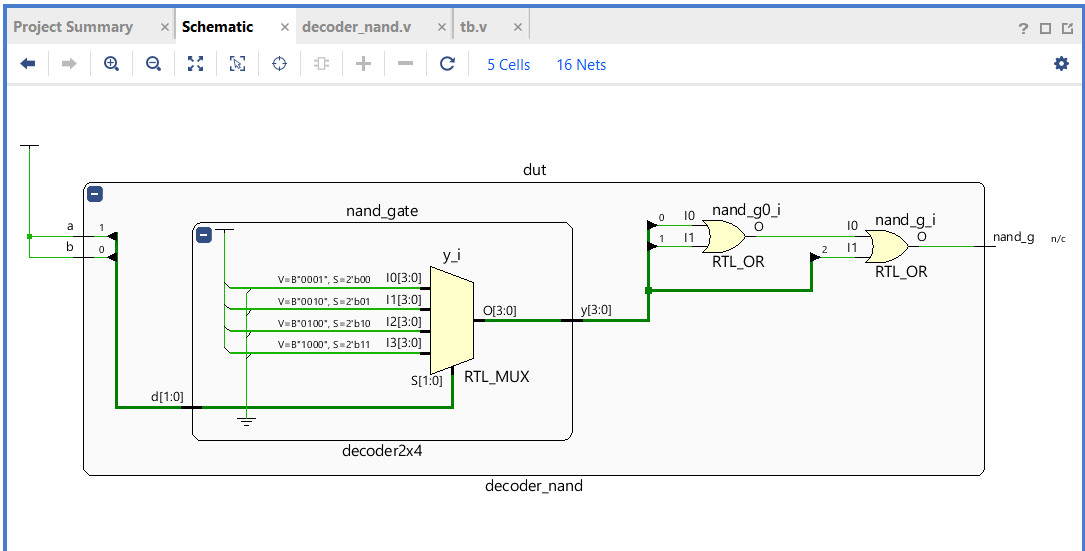 Project Summary × Schematic × decoder_nand.v × tb.v × ?
5 Cells 16 Nets
dut
nand_gate
a 1
b 0
y_i
V=B"0001", S=2'b00 I0[3:0]
V=B"0010", S=2'b01 I1[3:0]
V=B"0100", S=2'b10 I2[3:0]
V=B"1000", S=2'b11 I3[3:0]
O[3:0] y[3:0]
S[1:0] RTL_MUX
d[1:0]
decoder2x4
nand_g0_i
0 I0
1 I1
O
RTL_OR
nand_g_i
I0
2 I1
O
RTL_OR
nand_g n/c
decoder_nand